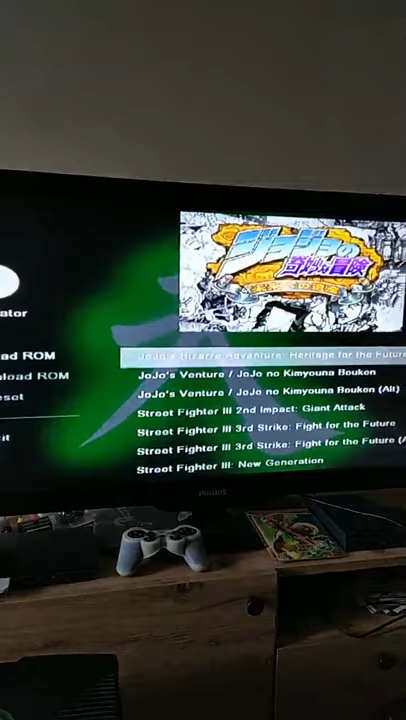 ジョジョの
奇妙な冒険
ator
ad ROM
load ROM
eset
it
JoJo's Bizarre Adventure: Heritage for the Future
JoJo's Venture / JoJo no Kimyouna Bouken
JoJo's Venture / JoJo no Kimyouna Bouken (Alt)
Street Fighter III 2nd Impact: Giant Attack
Street Fighter III 3rd Strike: Fight for the Future
Street Fighter III 3rd Strike: Fight for the Future (A
Street Fighter III: New Generation
PHILIPS